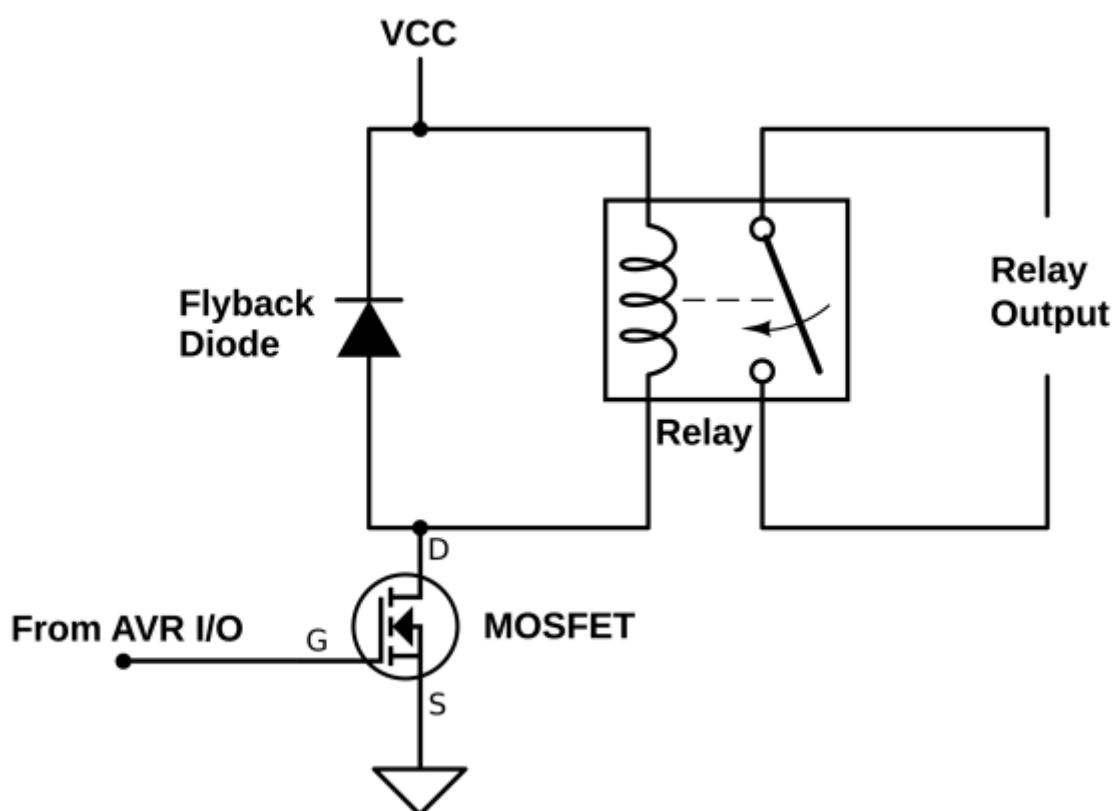 VCC
Flyback
Diode
Relay
Output
Relay
D
From AVR I/O
G
MOSFET
S